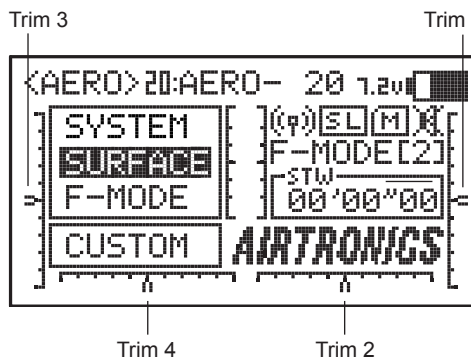 Trim 3 Trim
<AERO> 20:AERO- 20 7.2v
SYSTEM SL M
SURFACE F-MODE[2]
STW
F-MODE 00'00"00
CUSTOM AIRTRONICS
Trim 4 Trim 2